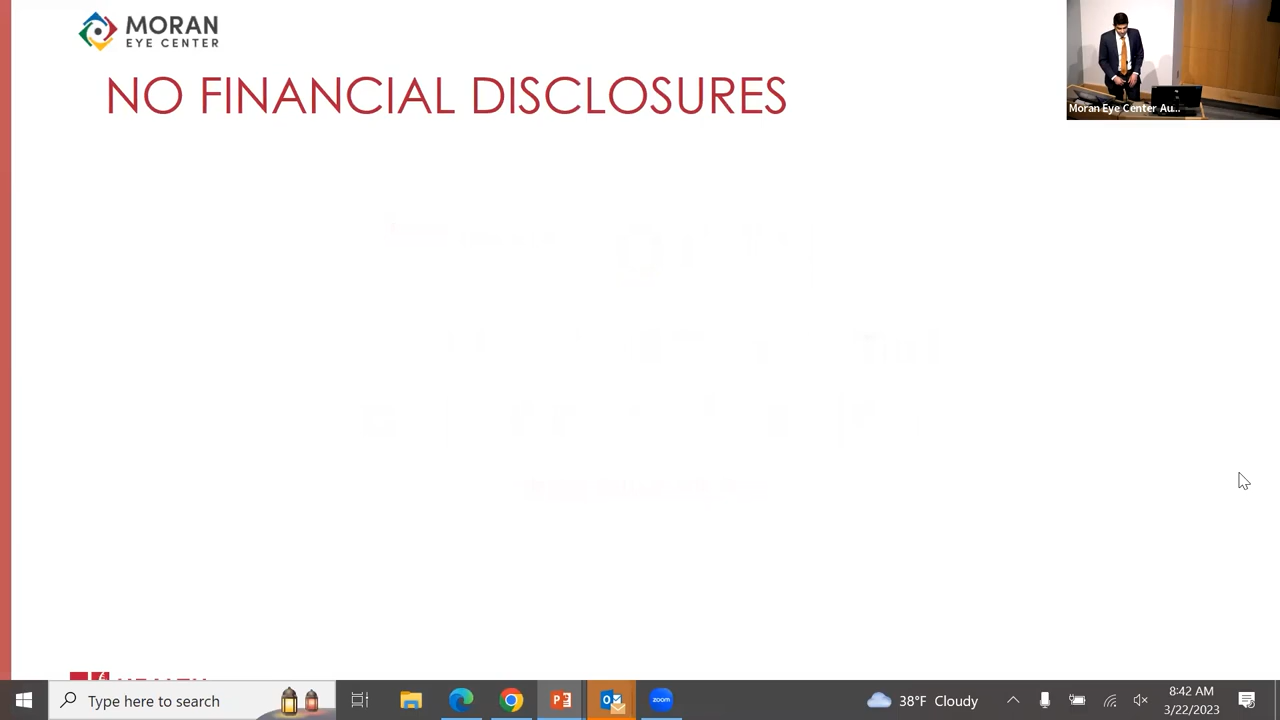 MORAN
EYE CENTER
NO FINANCIAL DISCLOSURES
Moran Eye Center Au...
Type here to search
zoom
38°F Cloudy
8:42 AM
3/22/2023